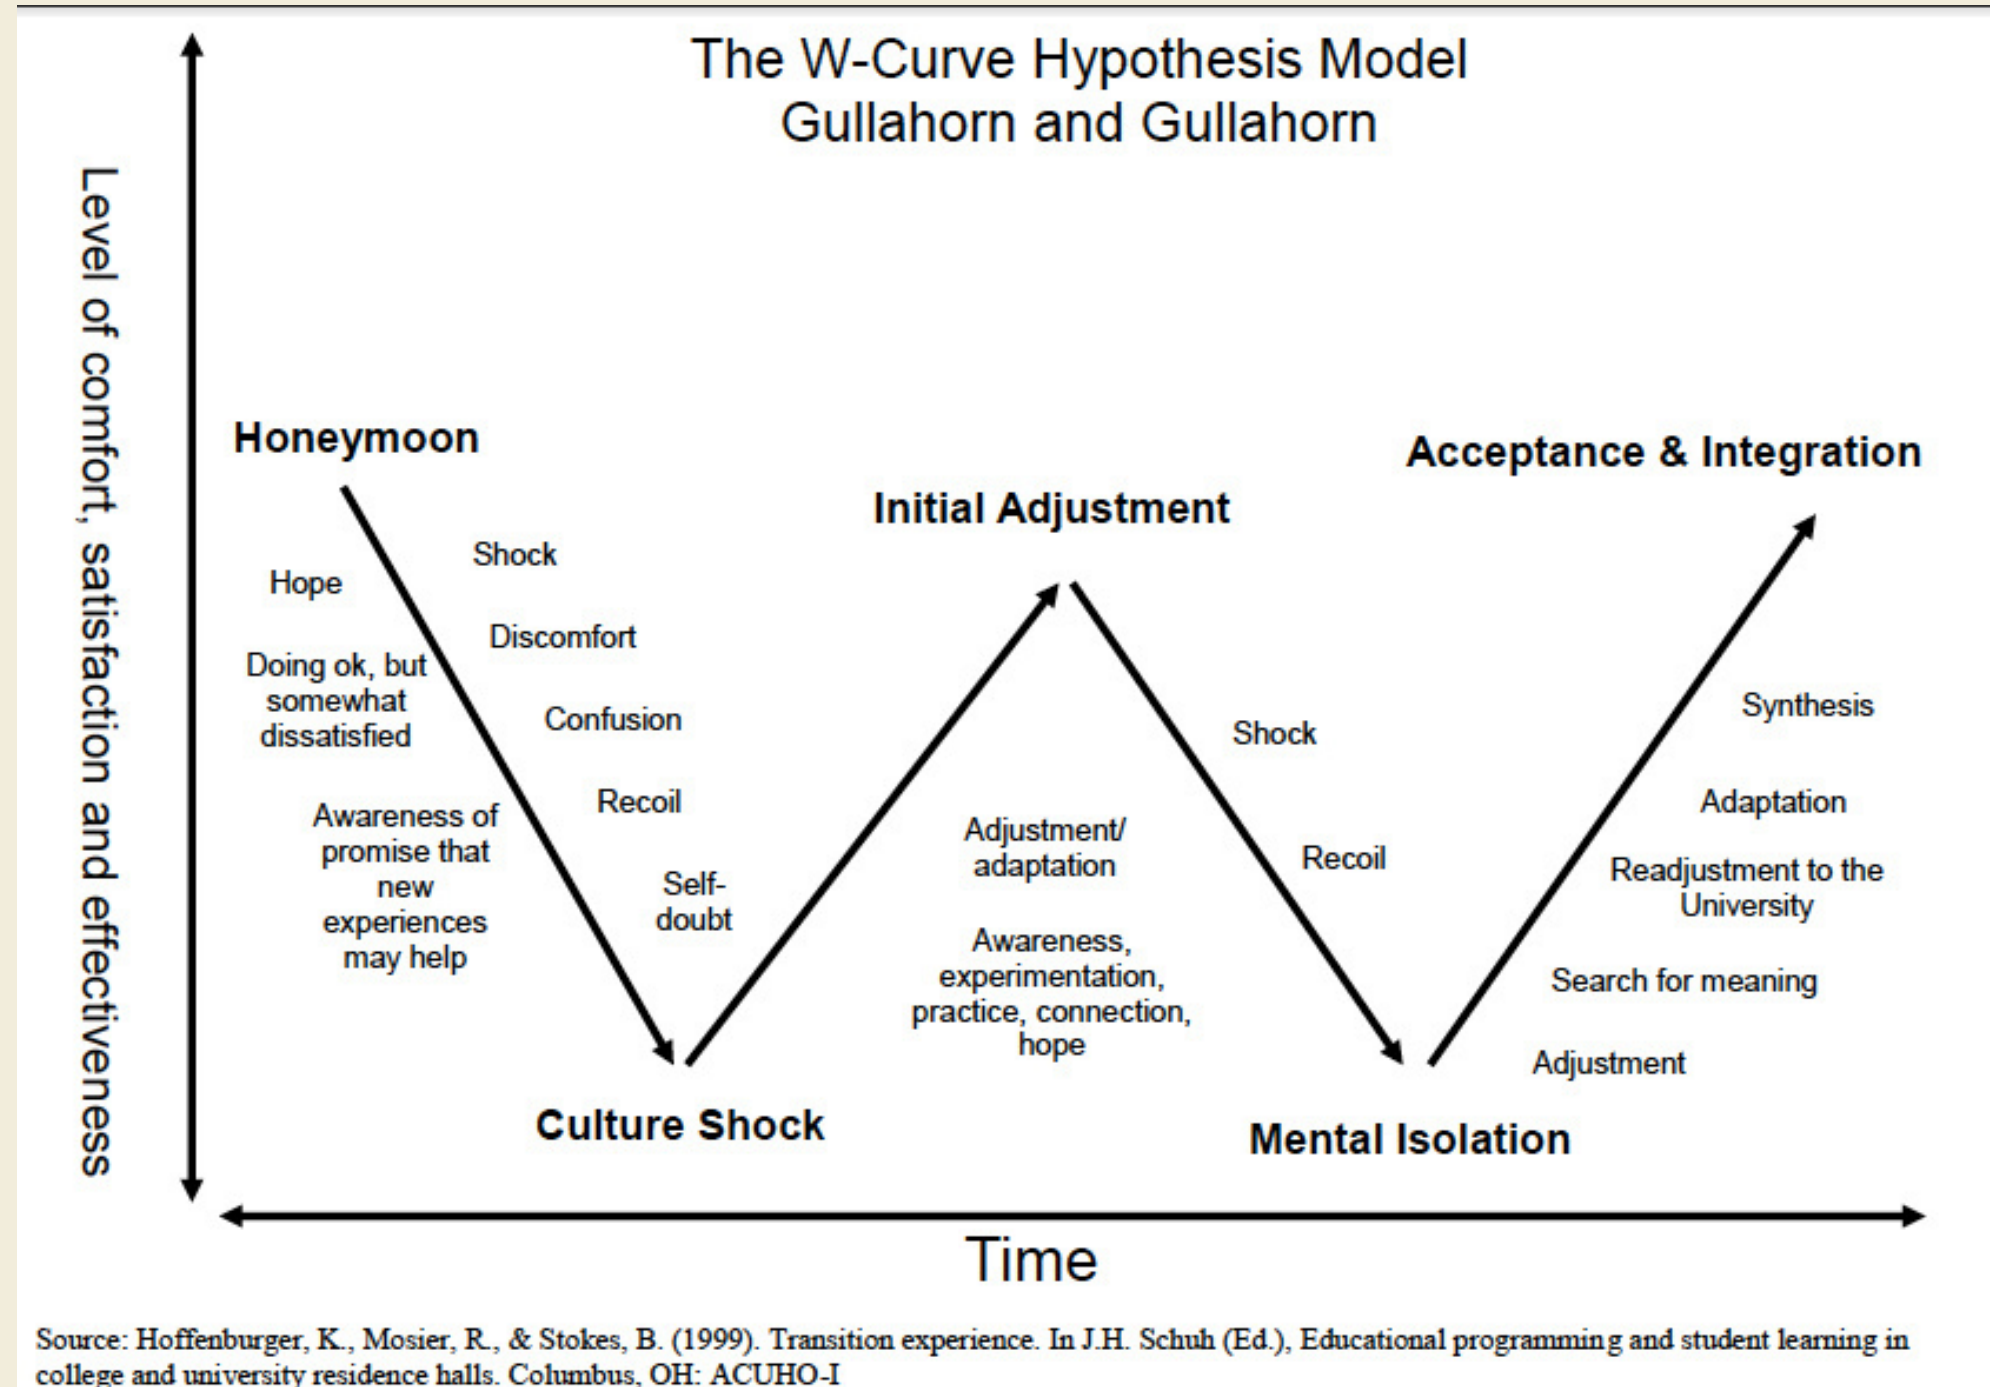 The W-Curve Hypothesis Model
Gullahorn and Gullahorn
Level of comfort, satisfaction and effectiveness
Honeymoon
Hope
Doing ok, but
somewhat
dissatisfied
Awareness of
promise that
new
experiences
may help
Shock
Discomfort
Confusion
Recoil
Self-
doubt
Culture Shock
Initial Adjustment
Adjustment/
adaptation
Awareness,
experimentation,
practice, connection,
hope
Shock
Recoil
Mental Isolation
Acceptance & Integration
Synthesis
Adaptation
Readjustment to the
University
Search for meaning
Adjustment
Time
Source: Hoffenburger, K., Mosier, R., & Stokes, B. (1999). Transition experience. In J.H. Schuh (Ed.), Educational programming and student learning in
college and university residence halls. Columbus, OH: ACUHO-I